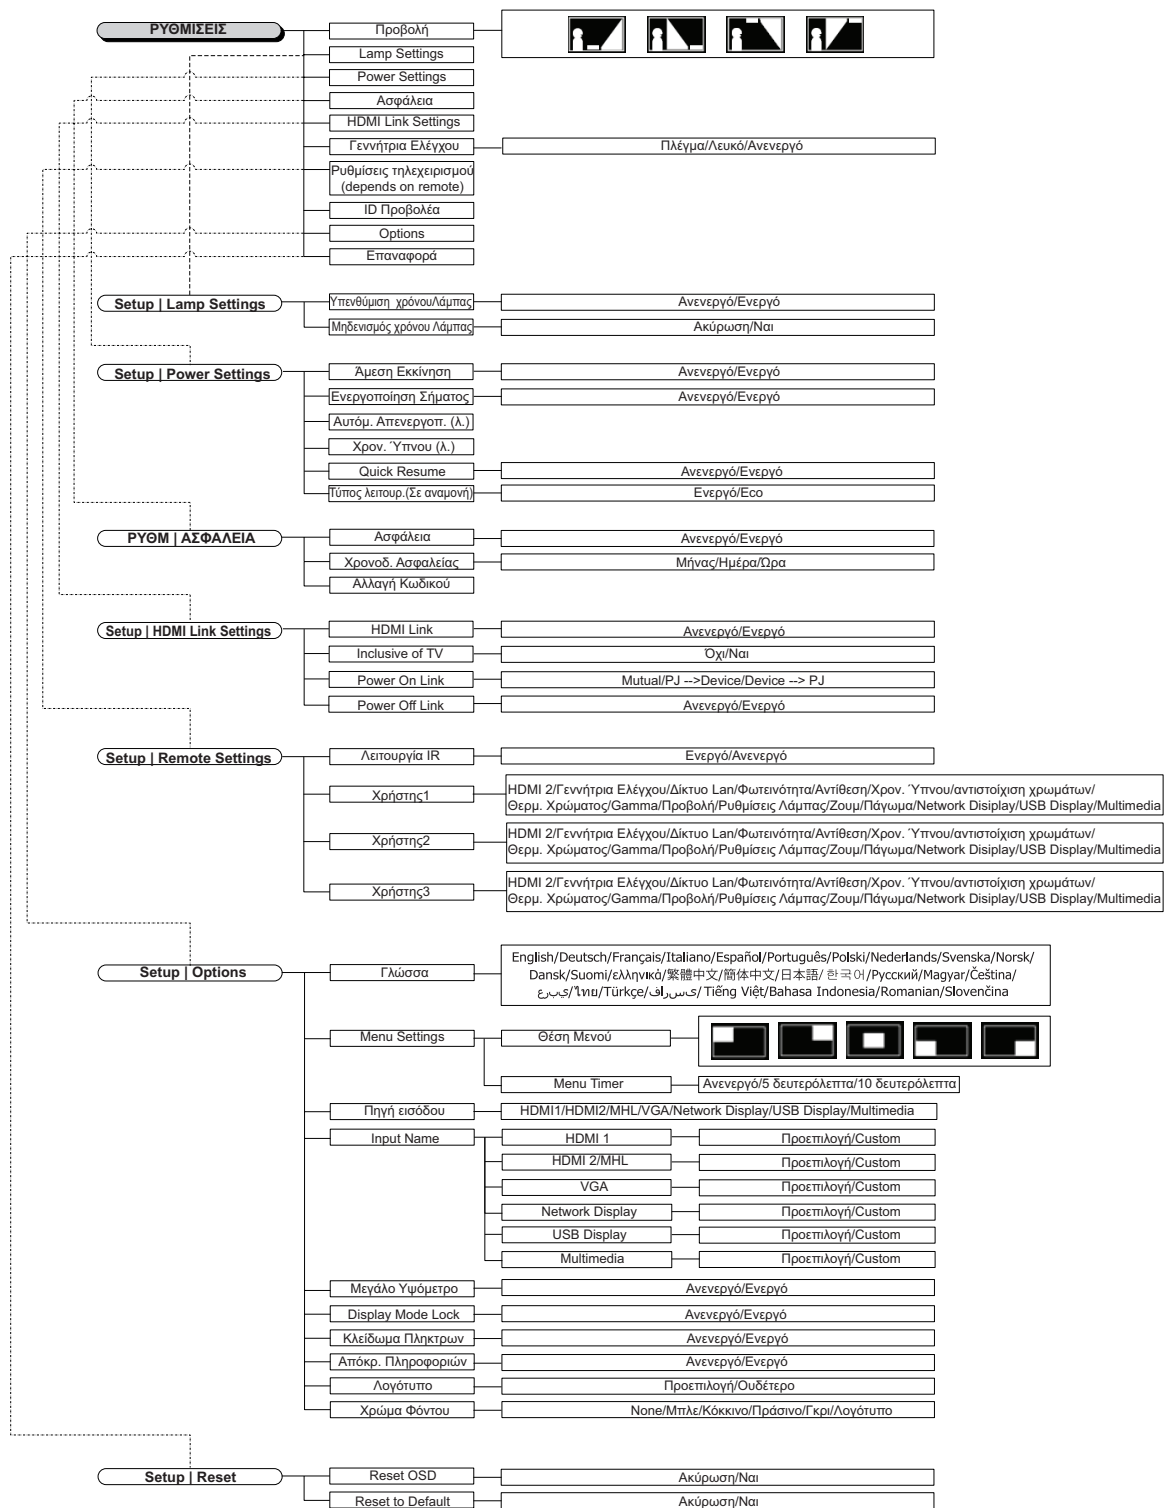 ΡΥΘΜΙΣΕΙΣ
Προβολή
Lamp Settings
Power Settings
Ασφάλεια
HDMI Link Settings
Γεννήτρια Ελέγχου
Πλέγμα/Λευκό/Ανενεργό
Ρυθμίσεις τηλεχειρισμού
(depends on remote)
ID Προβολέα
Options
Επαναφορά
Setup | Lamp Settings
Υπενθύμιση χρόνουΛάμπας
Ανενεργό/Ενεργό
Μηδενισμός χρόνου Λάμπας
Ακύρωση/Ναι
Setup | Power Settings
Άμεση Εκκίνηση
Ανενεργό/Ενεργό
Ενεργοποίηση Σήματος
Ανενεργό/Ενεργό
Αυτόμ. Απενεργοπ. (λ.)
Χρον. Ύπνου (λ.)
Quick Resume
Ανενεργό/Ενεργό
Τύπος λειτουρ.(Σε αναμονή)
Ενεργό/Eco
ΡΥΘΜ | ΑΣΦΑΛΕΙΑ
Ασφάλεια
Ανενεργό/Ενεργό
Χρονοδ. Ασφαλείας
Μήνας/Ημέρα/Ώρα
Αλλαγή Κωδικού
Setup | HDMI Link Settings
HDMI Link
Ανενεργό/Ενεργό
Inclusive of TV
Όχι/Ναι
Power On Link
Mutual/PJ -->Device/Device --> PJ
Power Off Link
Ανενεργό/Ενεργό
Setup | Remote Settings
Λειτουργία IR
Ενεργό/Ανενεργό
Χρήστης1
HDMI 2/Γεννήτρια Ελέγχου/Δίκτυο Lan/Φωτεινότητα/Αντίθεση/Χρον. Ύπνου/αντιστοίχιση χρωμάτων/
Θερμ. Χρώματος/Gamma/Προβολή/Ρυθμίσεις Λάμπας/Ζουμ/Πάγωμα/Network Disiplay/USB Display/Multimedia
Χρήστης2
HDMI 2/Γεννήτρια Ελέγχου/Δίκτυο Lan/Φωτεινότητα/Αντίθεση/Χρον. Ύπνου/αντιστοίχιση χρωμάτων/
Θερμ. Χρώματος/Gamma/Προβολή/Ρυθμίσεις Λάμπας/Ζουμ/Πάγωμα/Network Disiplay/USB Display/Multimedia
Χρήστης3
HDMI 2/Γεννήτρια Ελέγχου/Δίκτυο Lan/Φωτεινότητα/Αντίθεση/Χρον. Ύπνου/αντιστοίχιση χρωμάτων/
Θερμ. Χρώματος/Gamma/Προβολή/Ρυθμίσεις Λάμπας/Ζουμ/Πάγωμα/Network Disiplay/USB Display/Multimedia
Setup | Options
Γλώσσα
English/Deutsch/Français/Italiano/Español/Português/Polski/Nederlands/Svenska/Norsk/
Dansk/Suomi/ελληνικά/繁體中文/簡体中文/日本語/한국어/Русский/Magyar/Čeština/
يبرع/ไทย/Türkçe/یسراف/Tiếng Việt/Bahasa Indonesia/Romanian/Slovenčina
Menu Settings
Θέση Μενού
Menu Timer
Ανενεργό/5 δευτερόλεπτα/10 δευτερόλεπτα
Πηγή εισόδου
HDMI1/HDMI2/MHL/VGA/Network Display/USB Display/Multimedia
Input Name
HDMI 1
Προεπιλογή/Custom
HDMI 2/MHL
Προεπιλογή/Custom
VGA
Προεπιλογή/Custom
Network Display
Προεπιλογή/Custom
USB Display
Προεπιλογή/Custom
Multimedia
Προεπιλογή/Custom
Μεγάλο Υψόμετρο
Ανενεργό/Ενεργό
Display Mode Lock
Ανενεργό/Ενεργό
Κλείδωμα Πληκτρων
Ανενεργό/Ενεργό
Απόκρ. Πληροφοριών
Ανενεργό/Ενεργό
Λογότυπο
Προεπιλογή/Ουδέτερο
Χρώμα Φόντου
None/Μπλε/Κόκκινο/Πράσινο/Γκρι/Λογότυπο
Setup | Reset
Reset OSD
Ακύρωση/Ναι
Reset to Default
Ακύρωση/Ναι